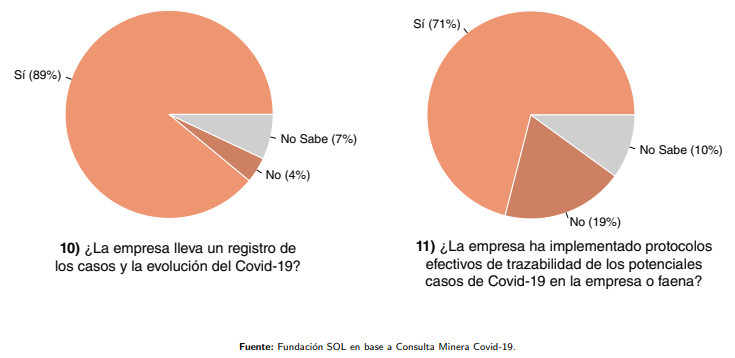 Sí (89%)
No Sabe (7%)
No (4%)
10) ¿La empresa lleva un registro de
los casos y la evolución del Covid-19?
Sí (71%)
No Sabe (10%)
No (19%)
11) ¿La empresa ha implementado protocolos
efectivos de trazabilidad de los potenciales
casos de Covid-19 en la empresa o faena?
Fuente: Fundación SOL en base a Consulta Minera Covid-19.